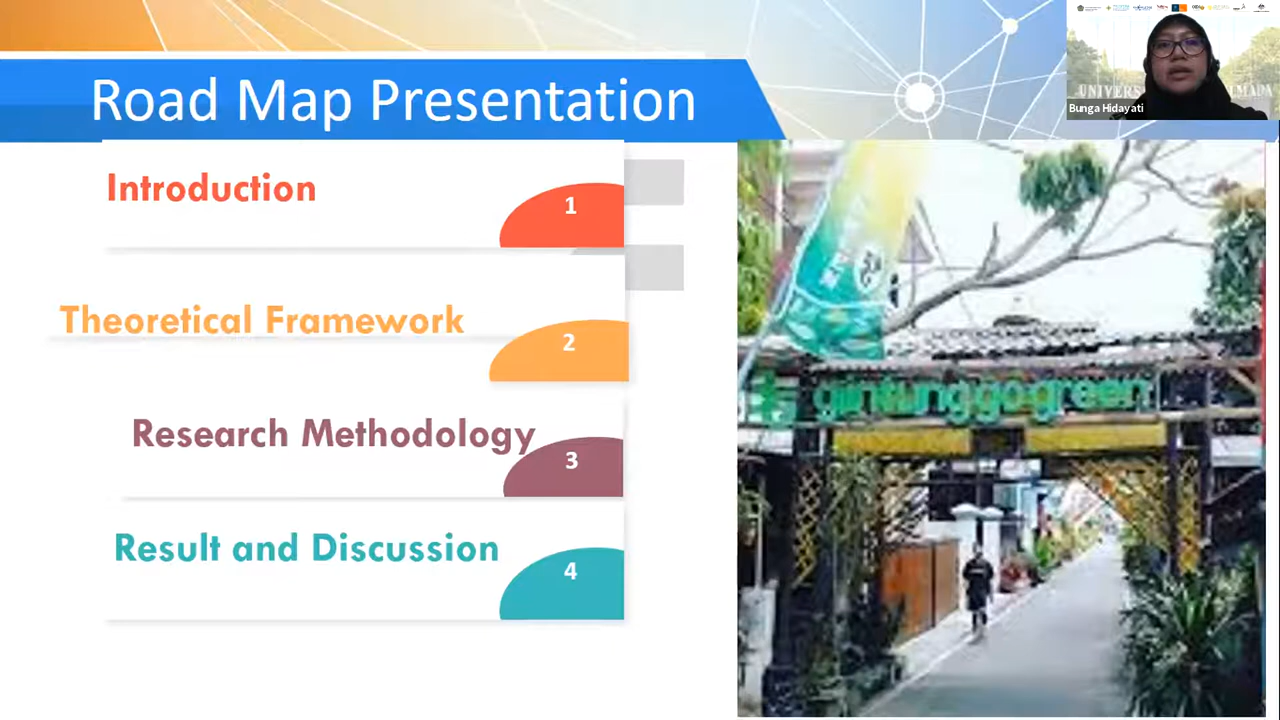 Road Map Presentation
Introduction
1
Theoretical Framework
2
Research Methodology
3
Result and Discussion
4
gintunggogreen
Bunga Hidayati